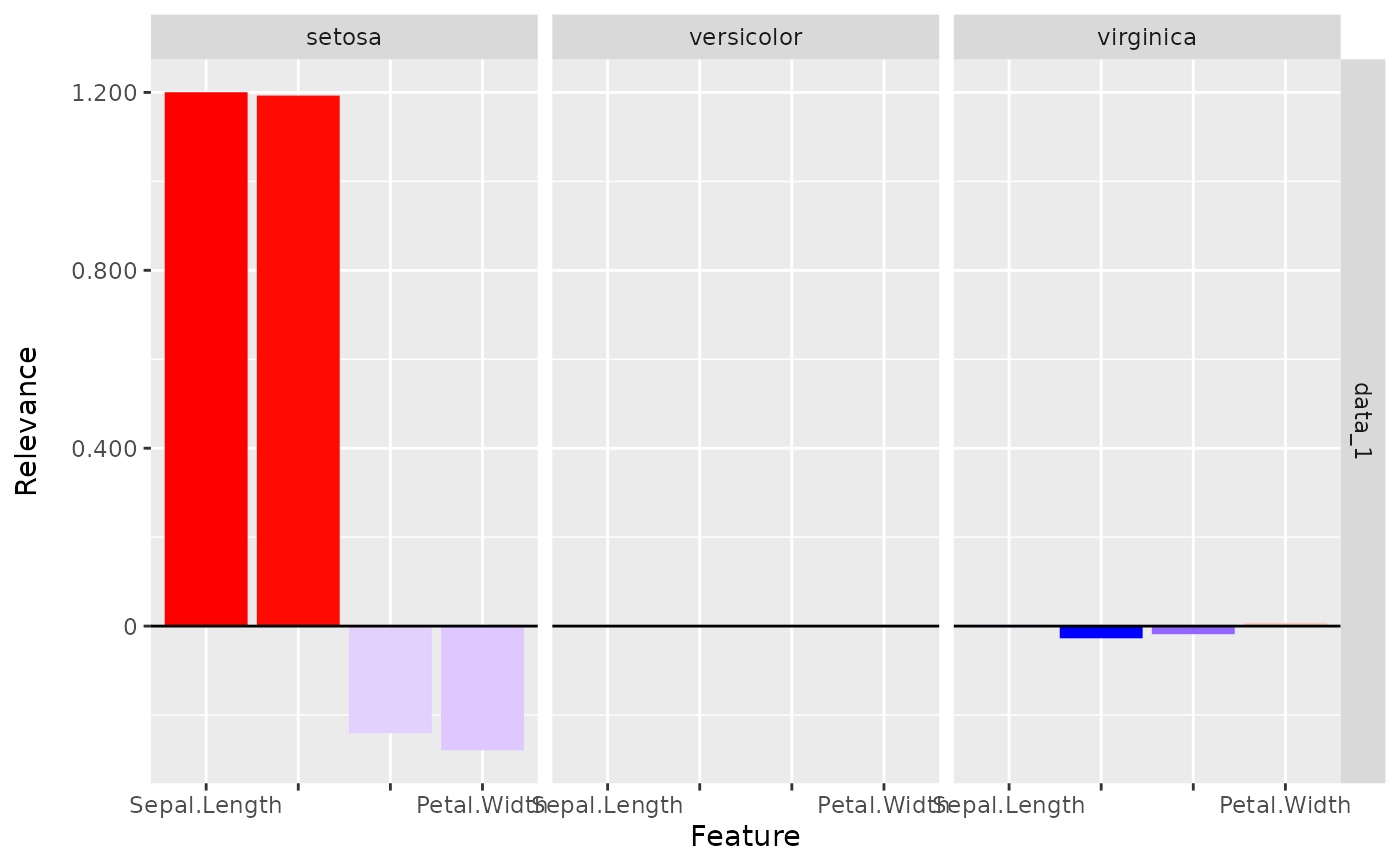 setosa
versicolor
virginica
1.200
0.800
0.400
0
Relevance
data_1
Sepal.Length
Petal.Width
Sepal.Length
Petal.Width
Sepal.Length
Petal.Width
Feature